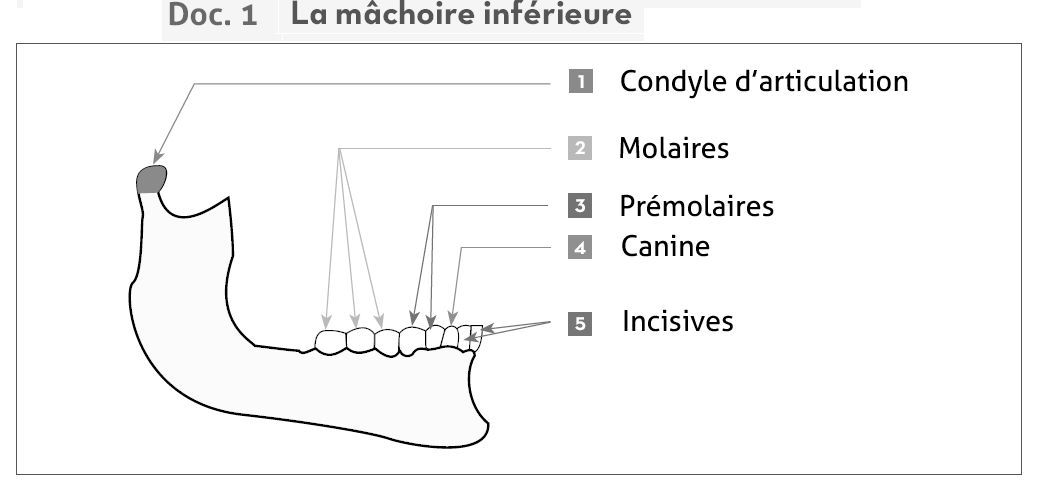 Doc. 1 La mâchoire inférieure
1 Condyle d’articulation
2 Molaires
3 Prémolaires
4 Canine
5 Incisives